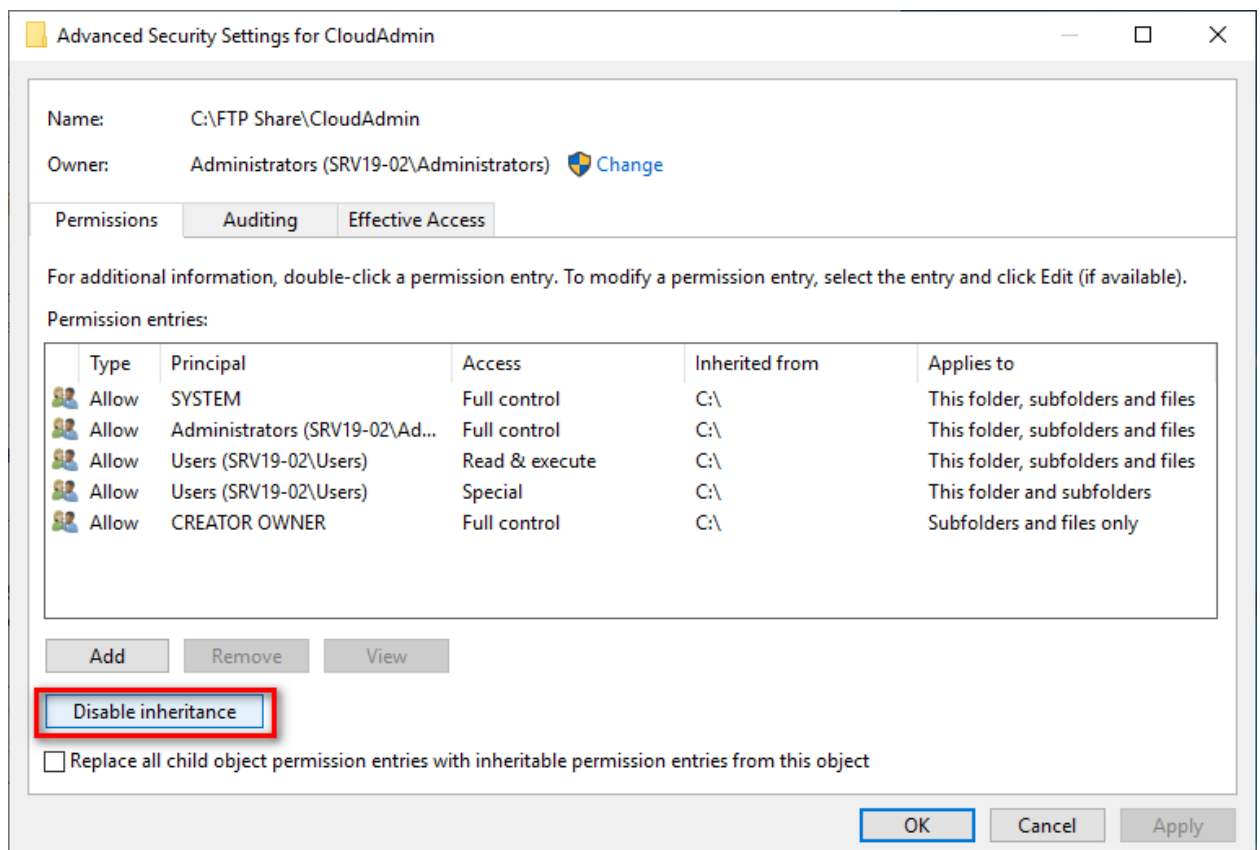 Advanced Security Settings for CloudAdmin
Name: C:\FTP Share\CloudAdmin
Owner: Administrators (SRV19-02\Administrators) Change
Permissions Auditing Effective Access
For additional information, double-click a permission entry. To modify a permission entry, select the entry and click Edit (if available).
Permission entries:
Type Principal Access Inherited from Applies to
Allow SYSTEM Full control C:\ This folder, subfolders and files
Allow Administrators (SRV19-02\Ad... Full control C:\ This folder, subfolders and files
Allow Users (SRV19-02\Users) Read & execute C:\ This folder, subfolders and files
Allow Users (SRV19-02\Users) Special C:\ This folder and subfolders
Allow CREATOR OWNER Full control C:\ Subfolders and files only
Add Remove View
Disable inheritance
Replace all child object permission entries with inheritable permission entries from this object
OK Cancel Apply